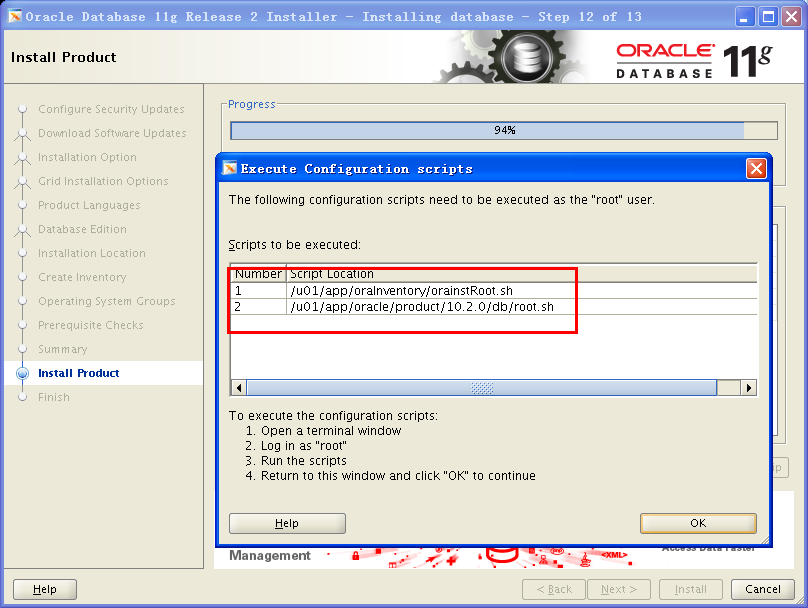 Oracle Database 11g Release 2 Installer - Installing database - Step 12 of 13
Install Product
ORACLE
DATABASE
11g
Configure Security Updates
Download Software Updates
Installation Option
Grid Installation Options
Product Languages
Database Edition
Installation Location
Create Inventory
Operating System Groups
Prerequisite Checks
Summary
Install Product
Finish
Progress
94%
Execute Configuration scripts
The following configuration scripts need to be executed as the "root" user.
Scripts to be executed:
Number Script Location
1 /u01/app/oraInventory/orainstRoot.sh
2 /u01/app/oracle/product/10.2.0/db/root.sh
To execute the configuration scripts:
1. Open a terminal window
2. Log in as "root"
3. Run the scripts
4. Return to this window and click "OK" to continue
Help
OK
Management
<XML>
Access Data Faster
Help
< Back
Next >
Install
Cancel